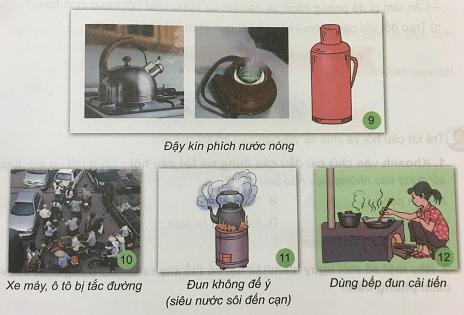 9
Đậy kín phích nước nóng
10
11
12
Xe máy, ô tô bị tắc đường
Đun không để ý
(siêu nước sôi đến cạn)
Dùng bếp đun cải tiến